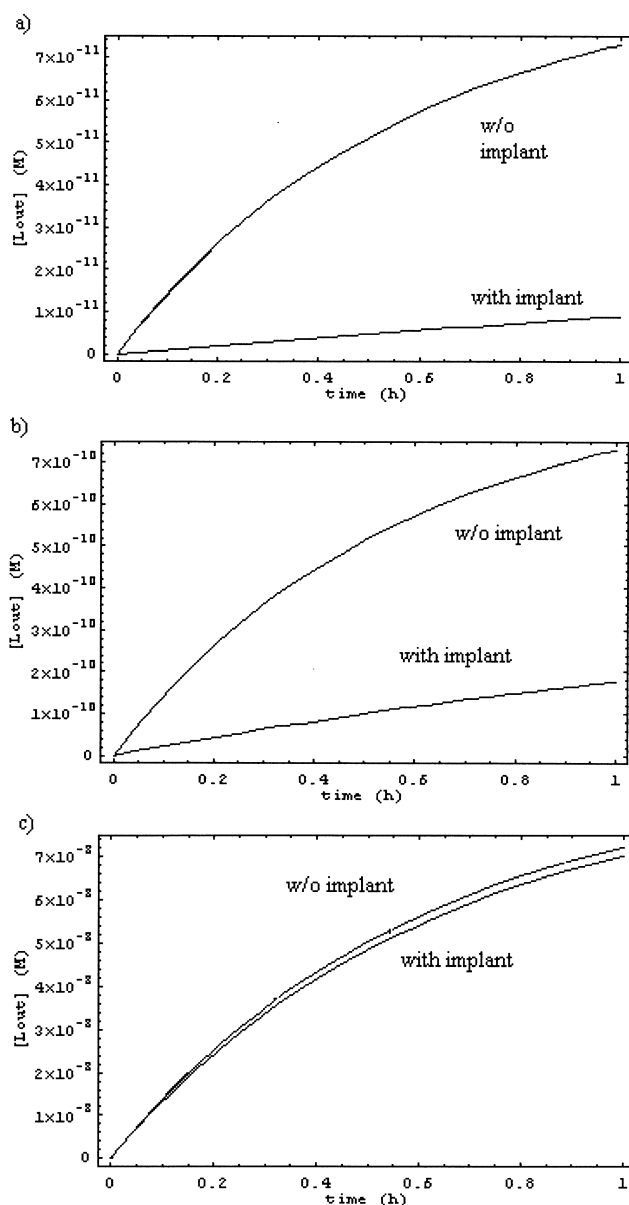 a)
7×10⁻¹¹
6×10⁻¹¹
5×10⁻¹¹
4×10⁻¹¹
3×10⁻¹¹
2×10⁻¹¹
1×10⁻¹¹
0
[Lout] (M)
w/o
implant
with implant
0 0.2 0.4 0.6 0.8 1
time (h)
b)
7×10⁻¹⁰
6×10⁻¹⁰
5×10⁻¹⁰
4×10⁻¹⁰
3×10⁻¹⁰
2×10⁻¹⁰
1×10⁻¹⁰
0
[Lout] (M)
w/o implant
with implant
0 0.2 0.4 0.6 0.8 1
time (h)
c)
7×10⁻⁸
6×10⁻⁸
5×10⁻⁸
4×10⁻⁸
3×10⁻⁸
2×10⁻⁸
1×10⁻⁸
0
[Lout] (M)
w/o implant
with implant
0 0.2 0.4 0.6 0.8 1
time (h)